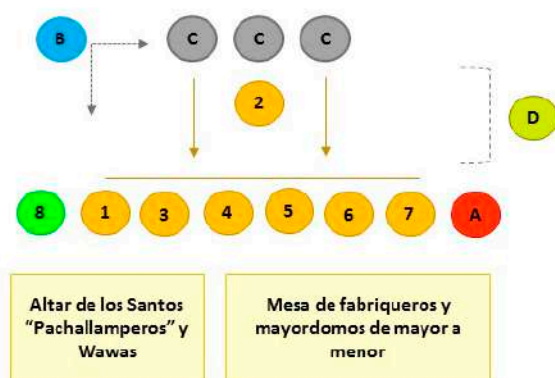 B C C C
2
D
8 1 3 4 5 6 7 A
Altar de los Santos
"Pachallamperos" y
Wawas
Mesa de fabriqueros y
mayordomos de mayor a
menor